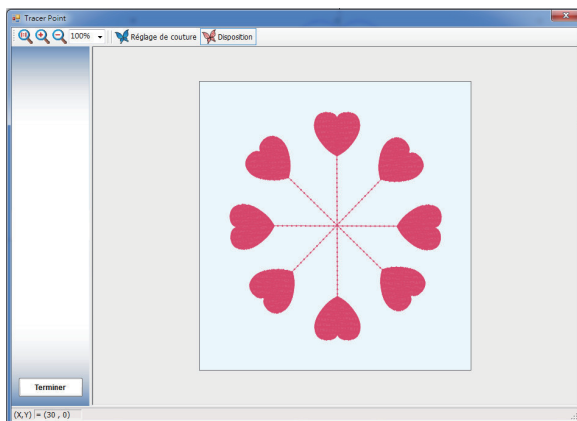 Tracer Point
100% Réglage de couture Disposition
Terminer
(X,Y) = (30 , 0)